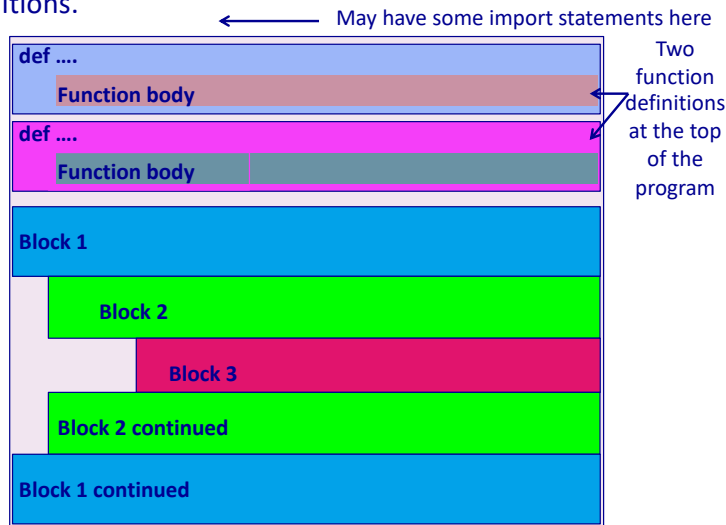 itions.
May have some import statements here
def ….
Function body
def ….
Function body
Two
function
definitions
at the top
of the
program
Block 1
Block 2
Block 3
Block 2 continued
Block 1 continued